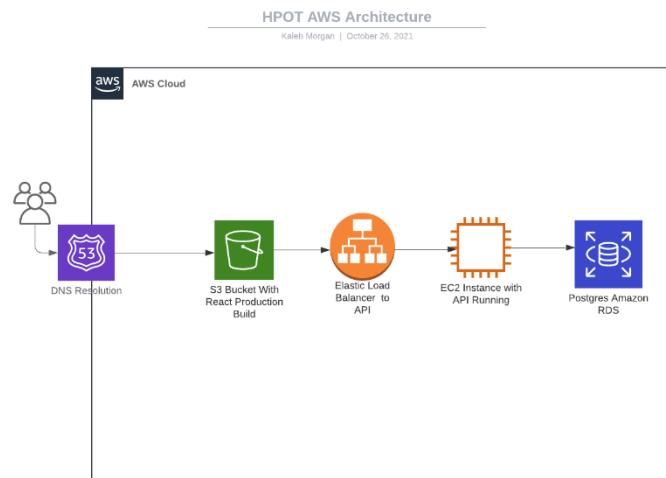 HPOT AWS Architecture
Kaleb Morgan | October 26, 2021
aws
AWS Cloud
53
DNS Resolution
S3 Bucket With
React Production
Build
Elastic Load
Balancer to
API
EC2 Instance with
API Running
Postgres Amazon
RDS